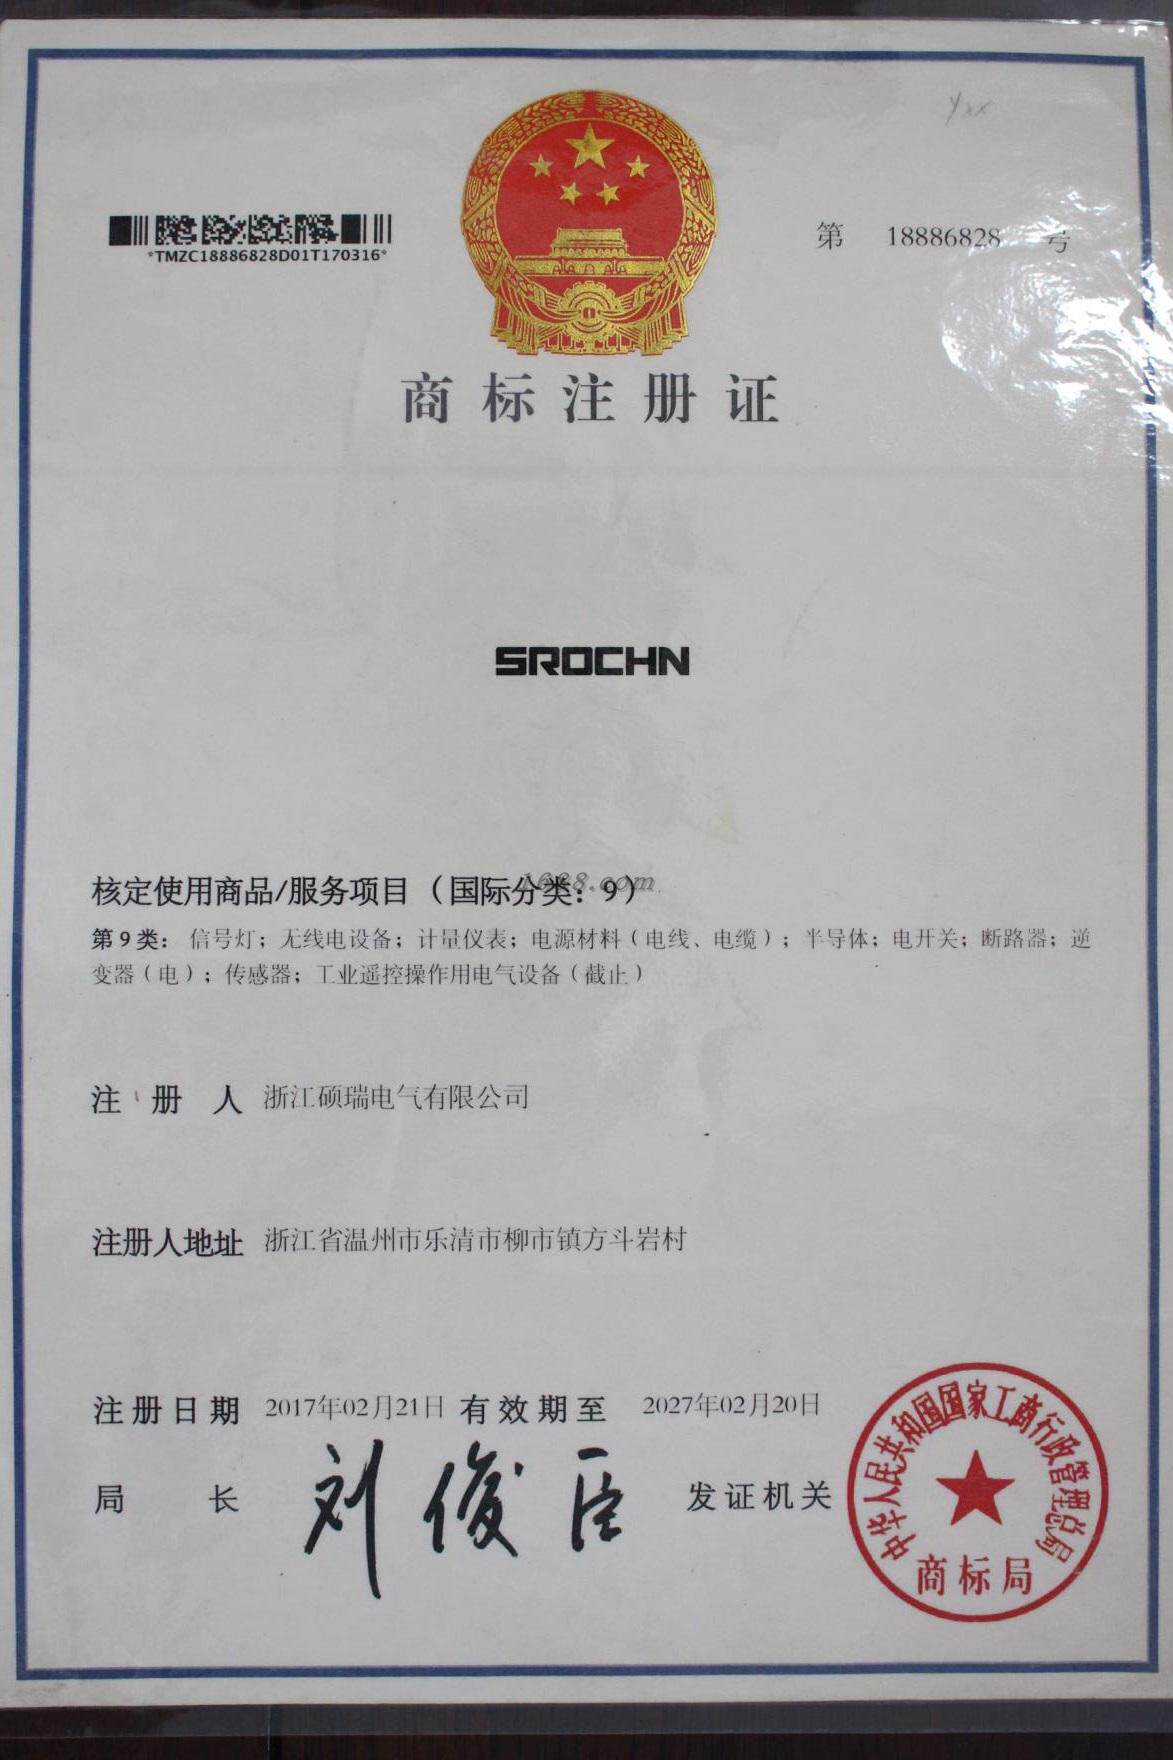 *TMZC18886828D01T170316*
第 18886828 号
商标注册证
SROCHN
核定使用商品/服务项目（国际分类：9）
1688.com
第9类：信号灯；无线电设备；计量仪表；电源材料（电线、电缆）；半导体；电开关；断路器；逆
变器（电）；传感器；工业遥控操作用电气设备（截止）
注册人 浙江硕瑞电气有限公司
注册人地址 浙江省温州市乐清市柳市镇方斗岩村
注册日期 2017年02月21日 有效期至 2027年02月20日
局长 刘俊臣 发证机关
中华人民共和国国家工商行政管理总局
商标局